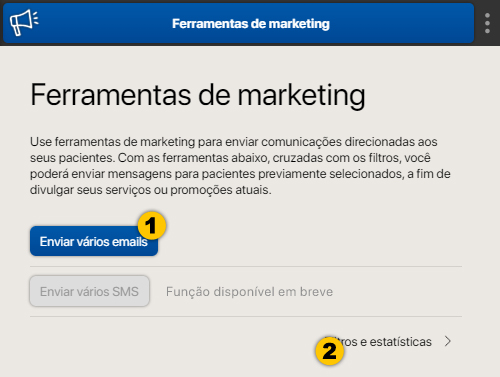 Ferramentas de marketing
Ferramentas de marketing
Use ferramentas de marketing para enviar comunicações direcionadas aos
seus pacientes. Com as ferramentas abaixo, cruzadas com os filtros, você
poderá enviar mensagens para pacientes previamente selecionados, a fim de
divulgar seus serviços ou promoções atuais.
1
Enviar vários emails
Enviar vários SMS Função disponível em breve
2 e estatísticas